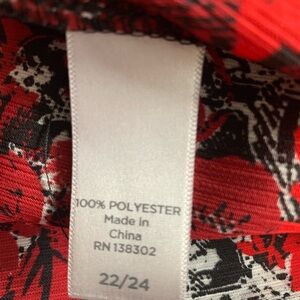 100% POLYESTER
Made in
China
RN 138302
22/24